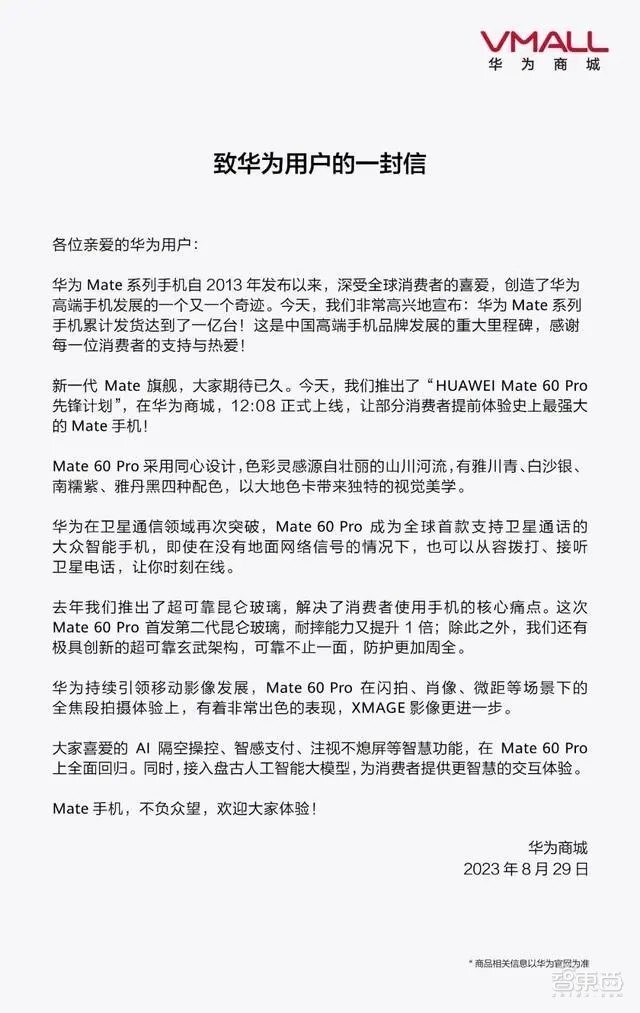 VMALL
华为商城
致华为用户的一封信
各位亲爱的华为用户：
华为 Mate 系列手机自 2013 年发布以来，深受全球消费者的喜爱，创造了华为
高端手机发展的一个又一个奇迹。今天，我们非常高兴地宣布：华为 Mate 系列
手机累计发货达到了一亿台！这是中国高端手机品牌发展的重大里程碑，感谢
每一位消费者的支持与热爱！
新一代 Mate 旗舰，大家期待已久。今天，我们推出了“HUAWEI Mate 60 Pro
先锋计划”，在华为商城，12:08 正式上线，让部分消费者提前体验史上最强大
的 Mate 手机！
Mate 60 Pro 采用同心设计，色彩灵感源自壮丽的山川河流，有雅川青、白沙银、
南糯紫、雅丹黑四种配色，以大地色卡带来独特的视觉美学。
华为在卫星通信领域再次突破，Mate 60 Pro 成为全球首款支持卫星通话的
大众智能手机，即使在没有地面网络信号的情况下，也可以从容拨打、接听
卫星电话，让你时刻在线。
去年我们推出了超可靠昆仑玻璃，解决了消费者使用手机的核心痛点。这次
Mate 60 Pro 首发第二代昆仑玻璃，耐摔能力又提升 1 倍；除此之外，我们还有
极具创新的超可靠玄武架构，可靠不止一面，防护更加周全。
华为持续引领移动影像发展，Mate 60 Pro 在闪拍、肖像、微距等场景下的
全焦段拍摄体验上，有着非常出色的表现，XMAGE 影像更进一步。
大家喜爱的 AI 隔空操控、智感支付、注视不熄屏等智慧功能，在 Mate 60 Pro
上全面回归。同时，接入盘古人工智能大模型，为消费者提供更智慧的交互体验。
Mate 手机，不负众望，欢迎大家体验！
华为商城
2023 年 8 月 29 日
* 商品相关信息以华为官网为准
智東西